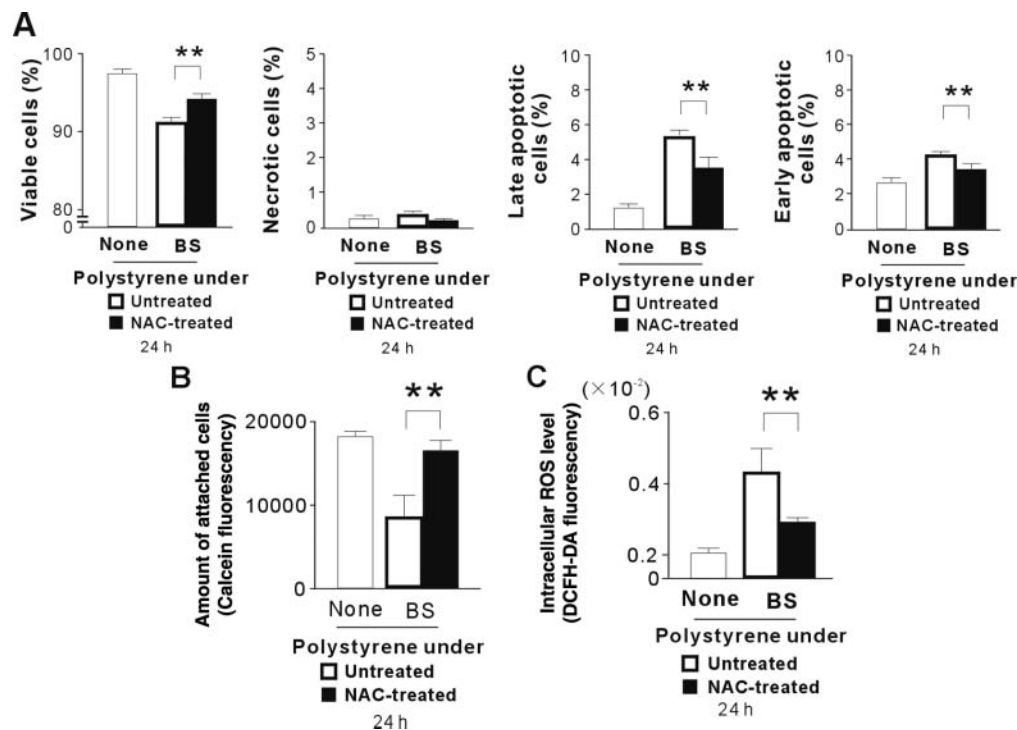 A
Viable cells (%)
100
90
80
0
**
None BS
Polystyrene under
Untreated
NAC-treated
24 h
Necrotic cells (%)
5
4
3
2
1
0
None BS
Polystyrene under
Untreated
NAC-treated
24 h
Late apoptotic
cells (%)
10
8
6
4
2
0
**
None BS
Polystyrene under
Untreated
NAC-treated
24 h
Early apoptotic
cells (%)
10
8
6
4
2
0
**
None BS
Polystyrene under
Untreated
NAC-treated
24 h
B
Amount of attached cells
(Calcein fluorescency)
20000
10000
0
**
None BS
Polystyrene under
Untreated
NAC-treated
24 h
C
(×10⁻²)
Intracellular ROS level
(DCFH-DA fluorescency)
0.6
0.4
0.2
0
**
None BS
Polystyrene under
Untreated
NAC-treated
24 h